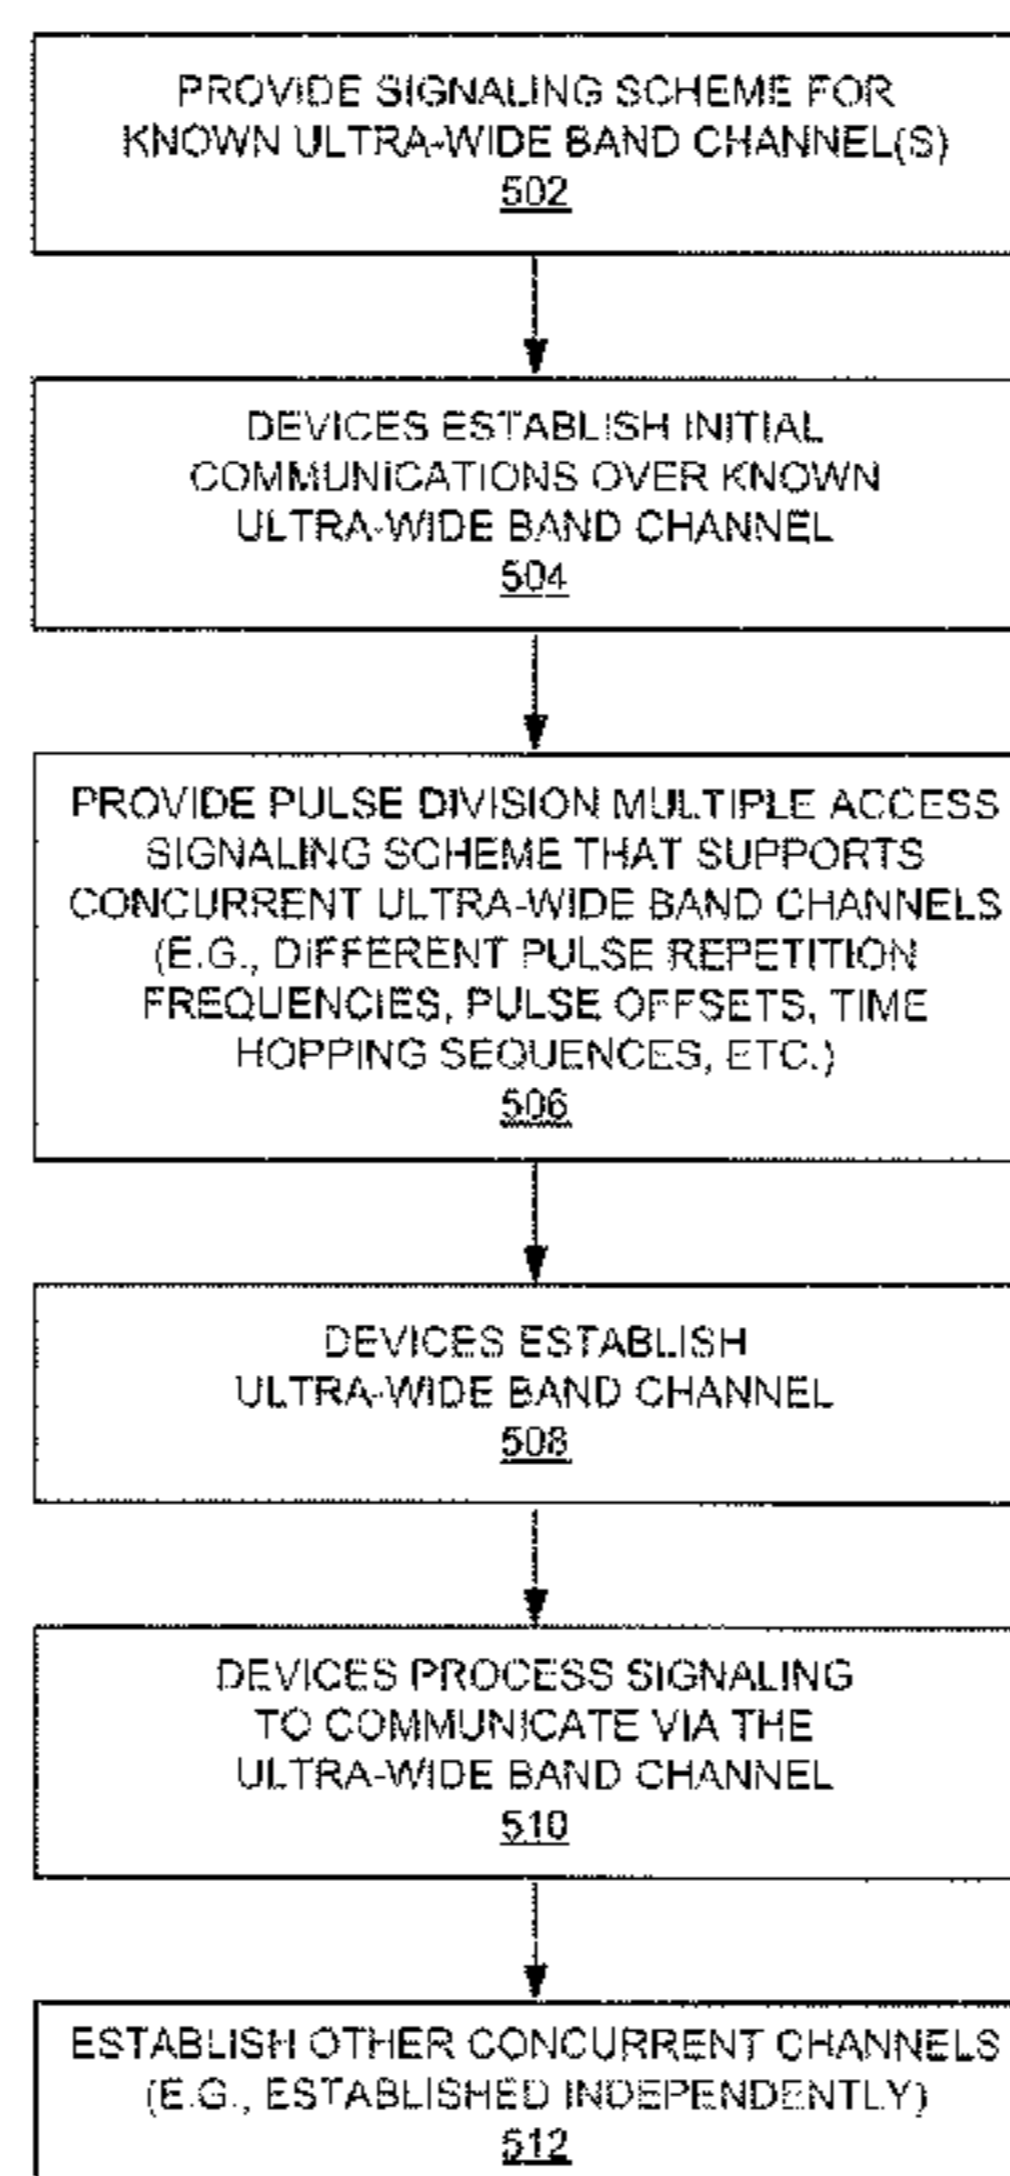 PROVIDE SIGNALING SCHEME FOR
KNOWN ULTRA-WIDE BAND CHANNEL(S)
502
DEVICES ESTABLISH INITIAL
COMMUNICATIONS OVER KNOWN
ULTRA-WIDE BAND CHANNEL
504
PROVIDE PULSE DIVISION MULTIPLE ACCESS
SIGNALING SCHEME THAT SUPPORTS
CONCURRENT ULTRA-WIDE BAND CHANNELS
(E.G., DIFFERENT PULSE REPETITION
FREQUENCIES, PULSE OFFSETS, TIME
HOPPING SEQUENCES, ETC.)
506
DEVICES ESTABLISH
ULTRA-WIDE BAND CHANNEL
508
DEVICES PROCESS SIGNALING
TO COMMUNICATE VIA THE
ULTRA-WIDE BAND CHANNEL
510
ESTABLISH OTHER CONCURRENT CHANNELS
(E.G., ESTABLISHED INDEPENDENTLY)
512